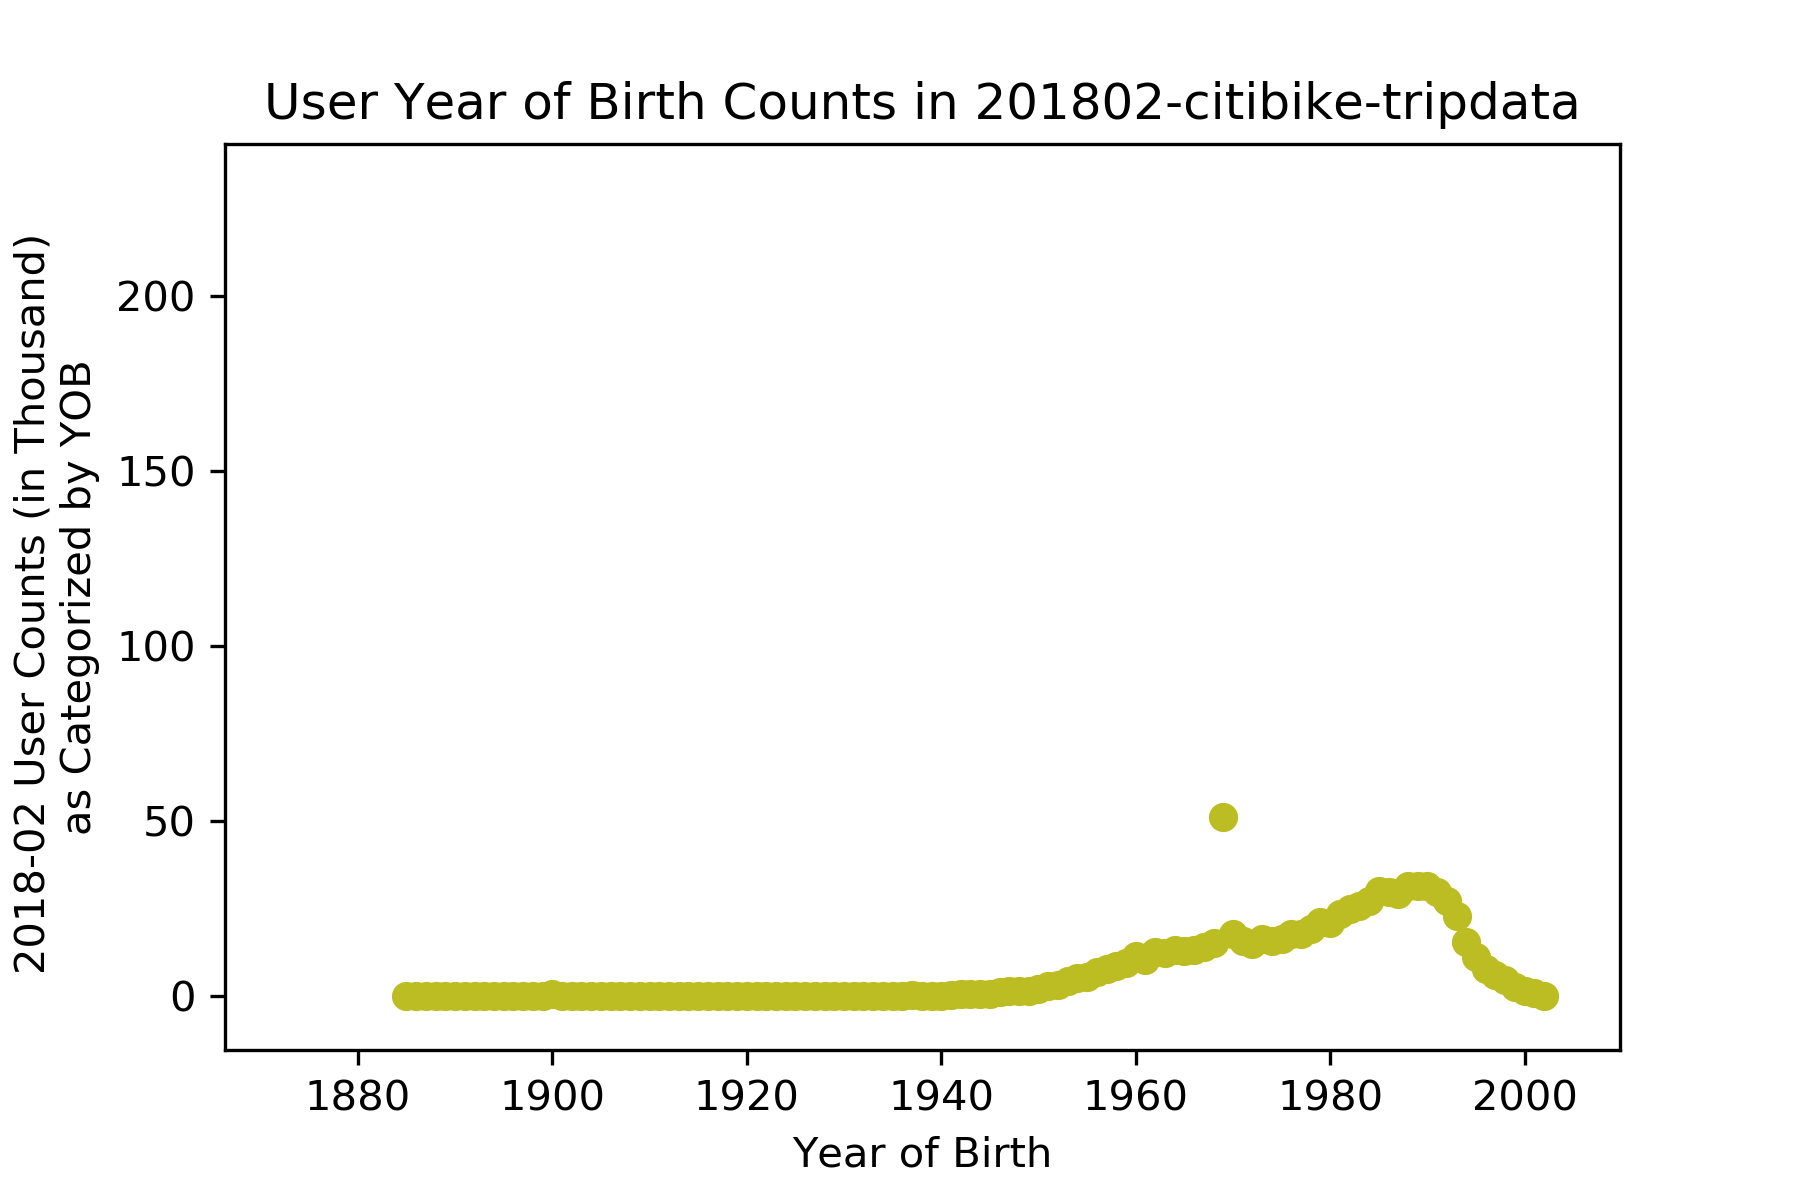 User Year of Birth Counts in 201802-citibike-tripdata
2018-02 User Counts (in Thousand)
as Categorized by YOB
200
150
100
50
0
1880 1900 1920 1940 1960 1980 2000
Year of Birth